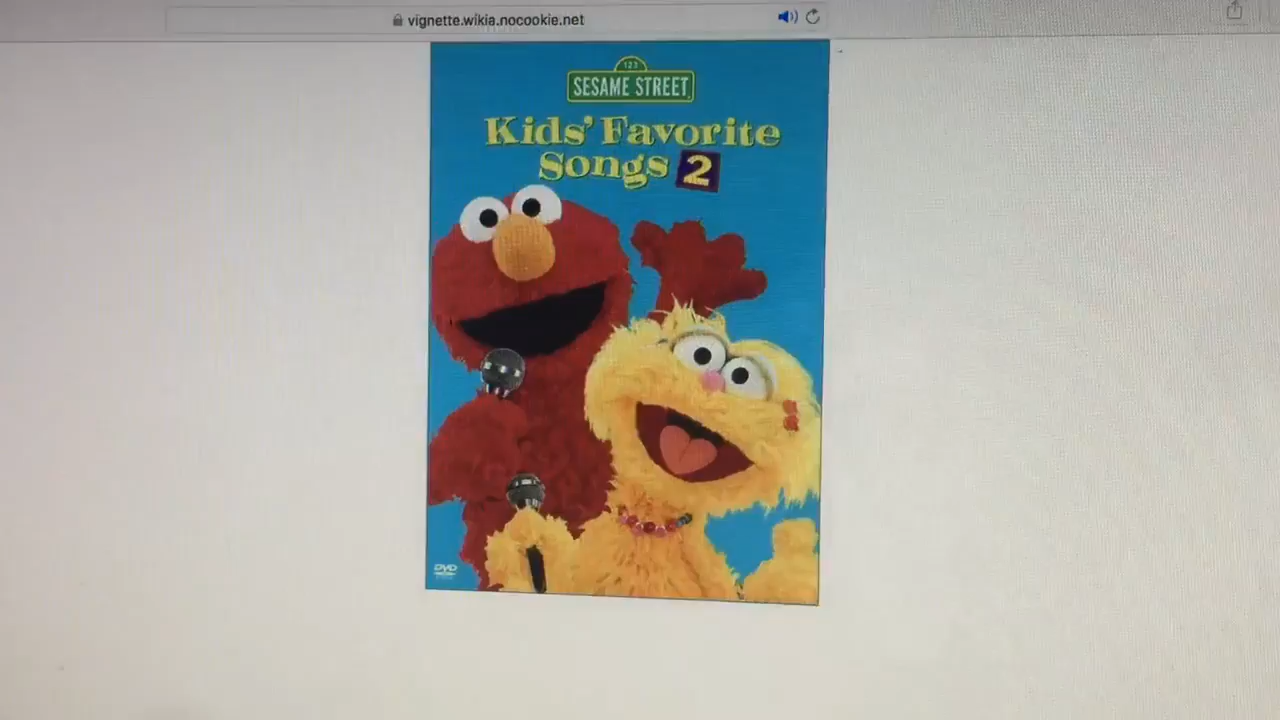 vignette.wikia.nocookie.net
123
SESAME STREET
Kids' Favorite
Songs 2
DVD